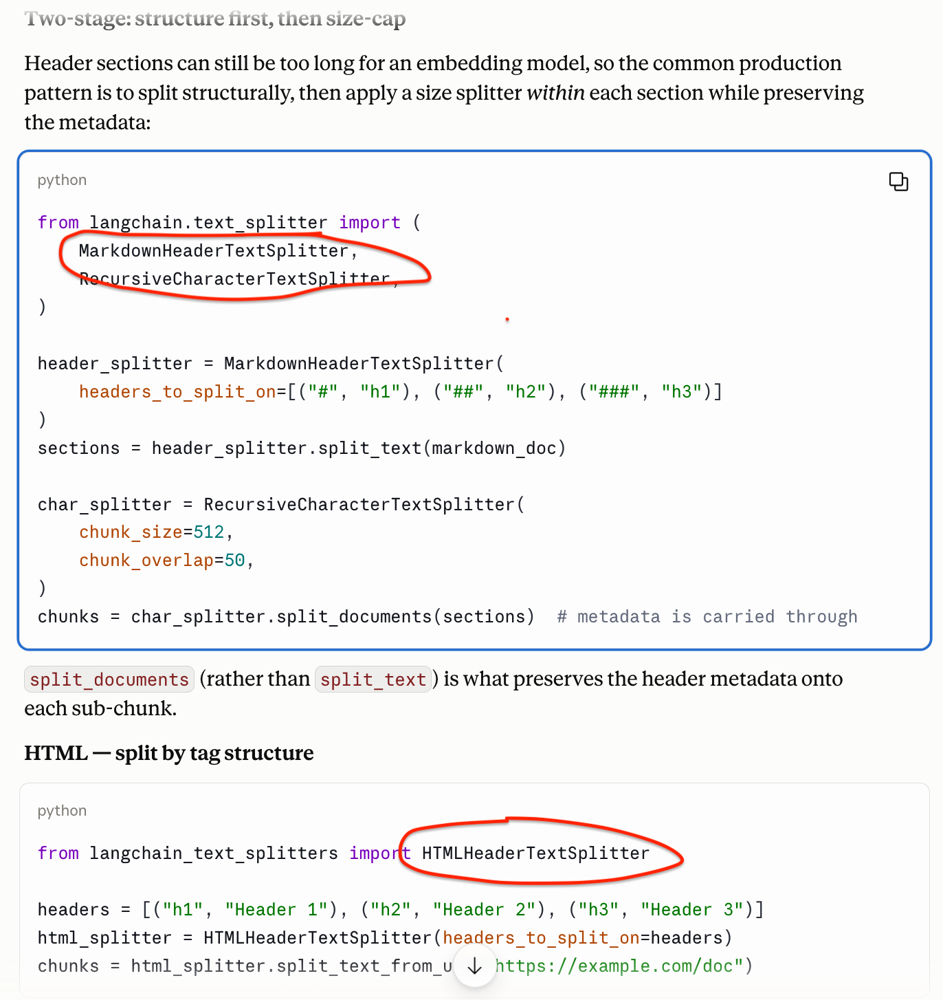 Two-stage: structure first, then size-cap
Header sections can still be too long for an embedding model, so the common production
pattern is to split structurally, then apply a size splitter within each section while preserving
the metadata:
python
from langchain.text_splitter import (
    MarkdownHeaderTextSplitter,
    RecursiveCharacterTextSplitter,
)
header_splitter = MarkdownHeaderTextSplitter(
    headers_to_split_on=[("#", "h1"), ("##", "h2"), ("###", "h3")]
)
sections = header_splitter.split_text(markdown_doc)
char_splitter = RecursiveCharacterTextSplitter(
    chunk_size=512,
    chunk_overlap=50,
)
chunks = char_splitter.split_documents(sections)  # metadata is carried through
split_documents (rather than split_text) is what preserves the header metadata onto
each sub-chunk.
HTML — split by tag structure
python
from langchain_text_splitters import HTMLHeaderTextSplitter
headers = [("h1", "Header 1"), ("h2", "Header 2"), ("h3", "Header 3")]
html_splitter = HTMLHeaderTextSplitter(headers_to_split_on=headers)
chunks = html_splitter.split_text_from_u https://example.com/doc")